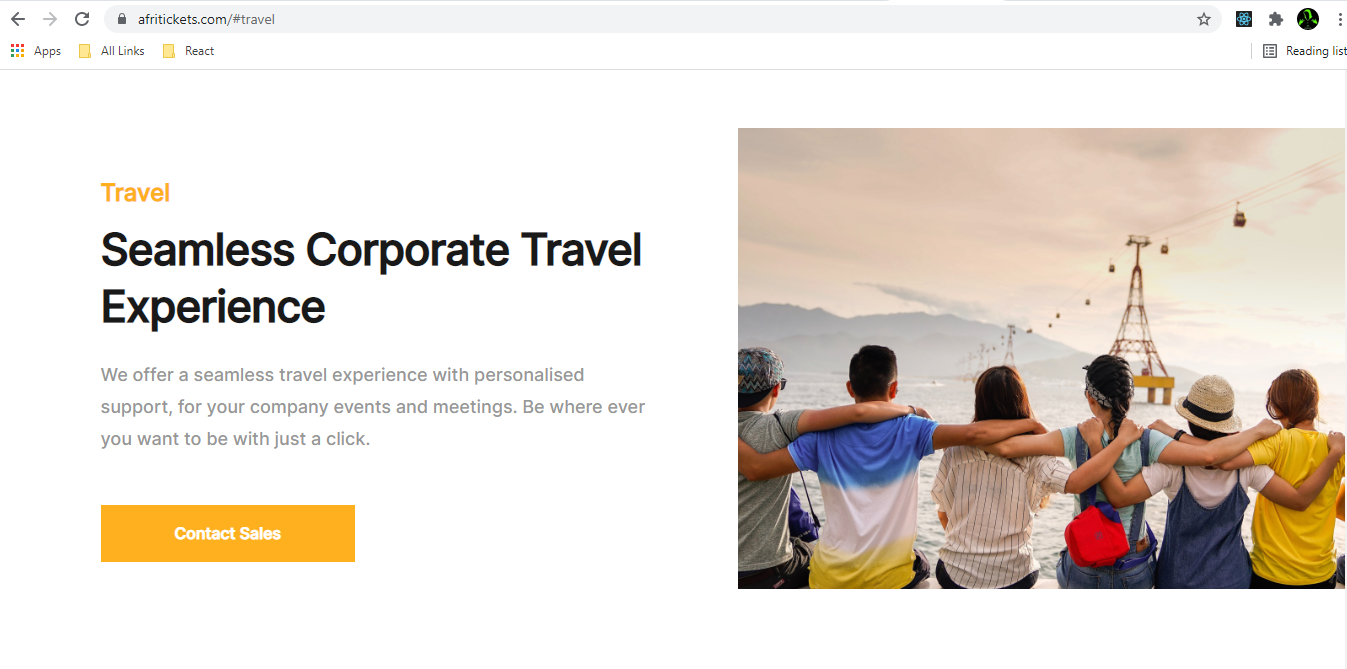 afritickets.com/#travel
Apps All Links React Reading list
Travel
Seamless Corporate Travel
Experience
We offer a seamless travel experience with personalised
support, for your company events and meetings. Be where ever
you want to be with just a click.
Contact Sales